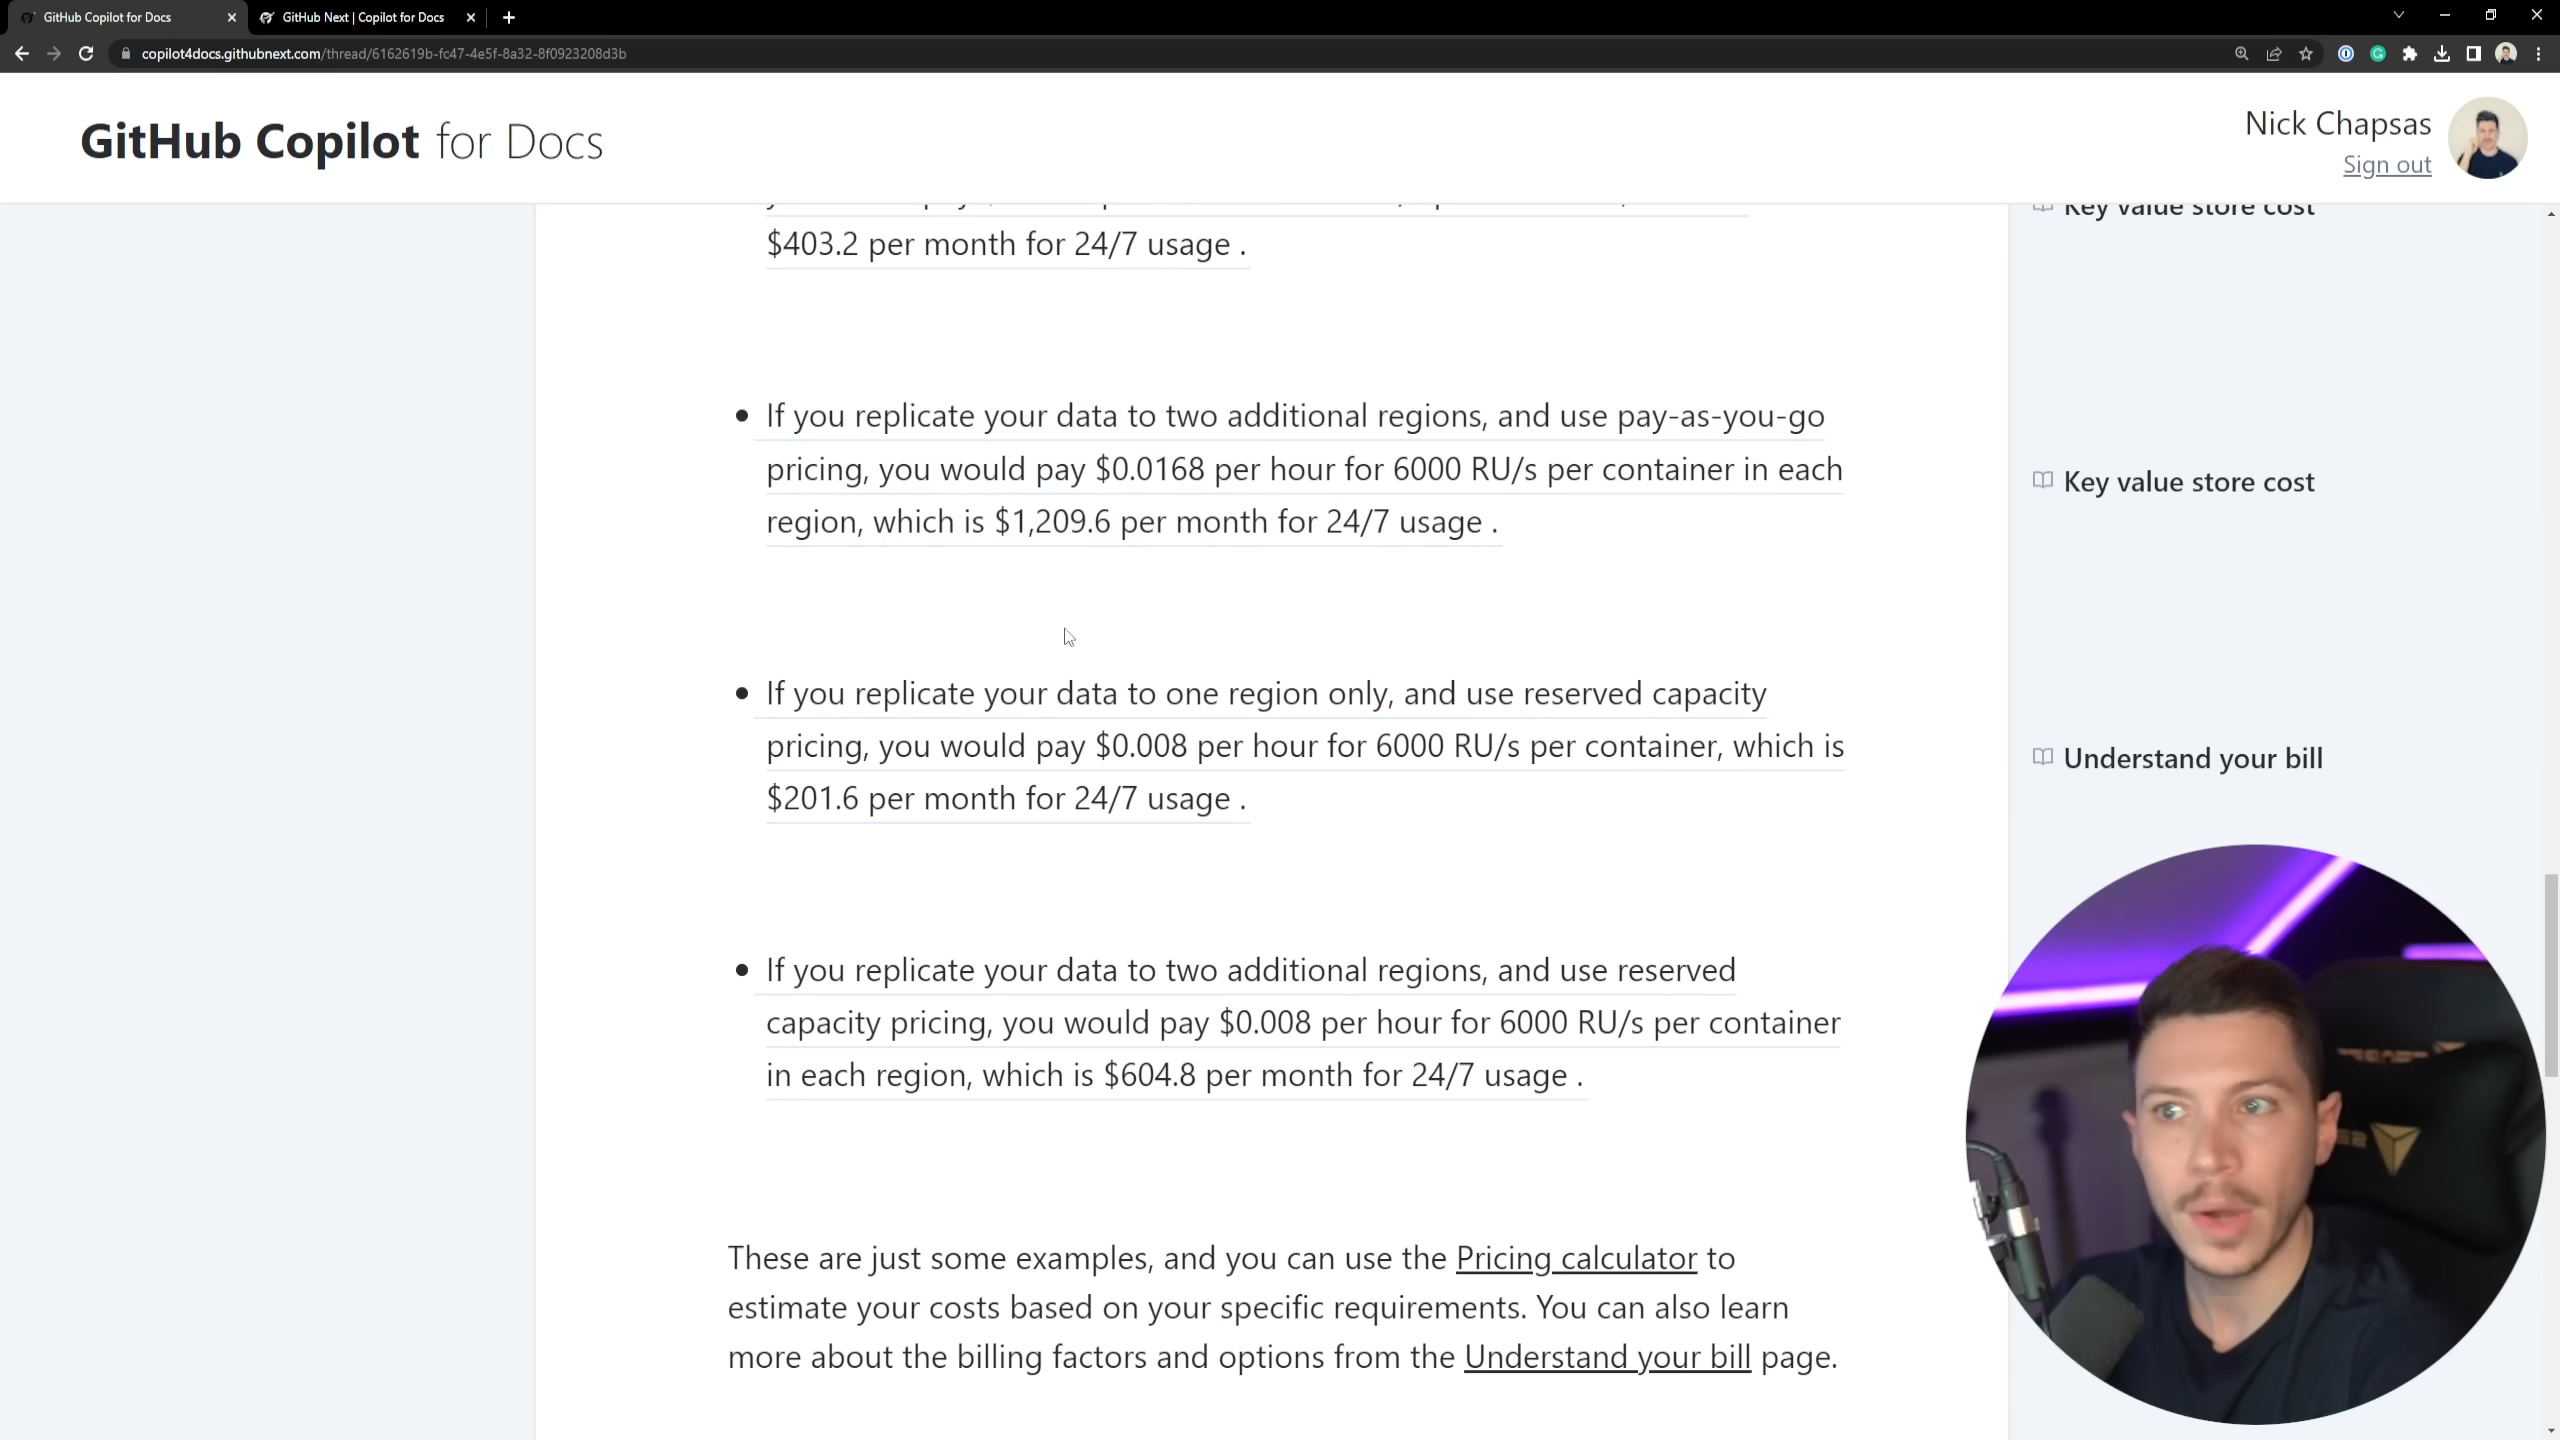 GitHub Copilot for Docs
GitHub Next | Copilot for Docs
copilot4docs.githubnext.com/thread/6162619b-fc47-4e5f-8a32-8f0923208d3b
GitHub Copilot for Docs
Nick Chapsas
Sign out
Key value store cost
$403.2 per month for 24/7 usage .
• If you replicate your data to two additional regions, and use pay-as-you-go
pricing, you would pay $0.0168 per hour for 6000 RU/s per container in each
region, which is $1,209.6 per month for 24/7 usage .
Key value store cost
• If you replicate your data to one region only, and use reserved capacity
pricing, you would pay $0.008 per hour for 6000 RU/s per container, which is
$201.6 per month for 24/7 usage .
Understand your bill
• If you replicate your data to two additional regions, and use reserved
capacity pricing, you would pay $0.008 per hour for 6000 RU/s per container
in each region, which is $604.8 per month for 24/7 usage .
These are just some examples, and you can use the Pricing calculator to
estimate your costs based on your specific requirements. You can also learn
more about the billing factors and options from the Understand your bill page.